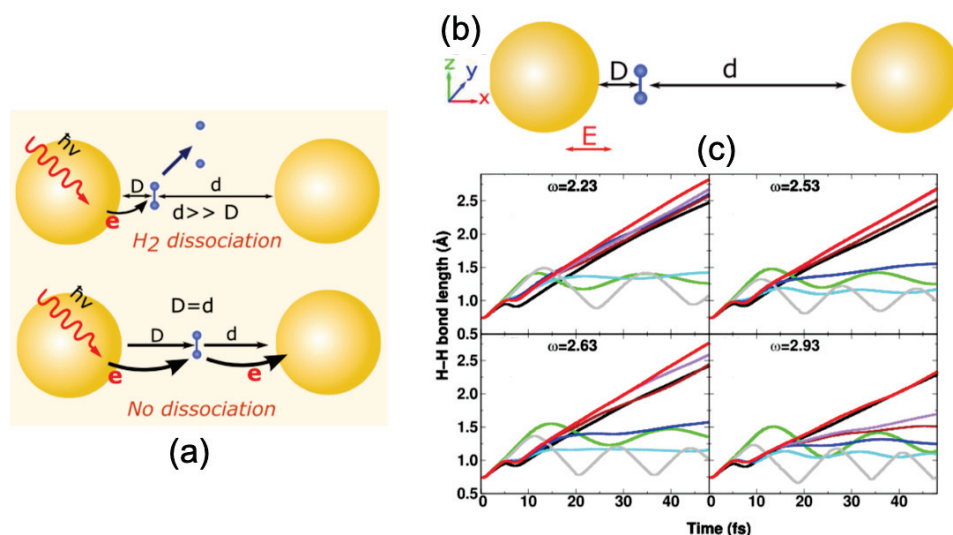 ħν
D
d
d>> D
e
H2 dissociation
ħν
D=d
D
d
e
e
No dissociation
(a)
(b)
z
y
x
D
d
E
(c)
H-H bond length (Å)
ω=2.23
ω=2.53
2.5
2.0
1.5
1.0
0.5
ω=2.63
ω=2.93
2.5
2.0
1.5
1.0
0.5
0 10 20 30 40 0 10 20 30 40
Time (fs)